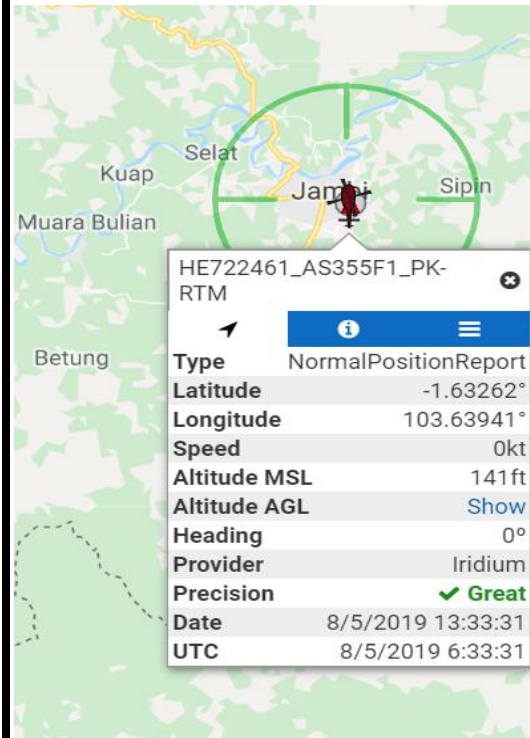 Selat
Kuap
Jambi
Sipin
Muara Bulian
HE722461_AS355F1_PK-
RTM
Betung
Type NormalPositionReport
Latitude -1.63262°
Longitude 103.63941°
Speed 0kt
Altitude MSL 141ft
Altitude AGL Show
Heading 0º
Provider Iridium
Precision ✔ Great
Date 8/5/2019 13:33:31
UTC 8/5/2019 6:33:31